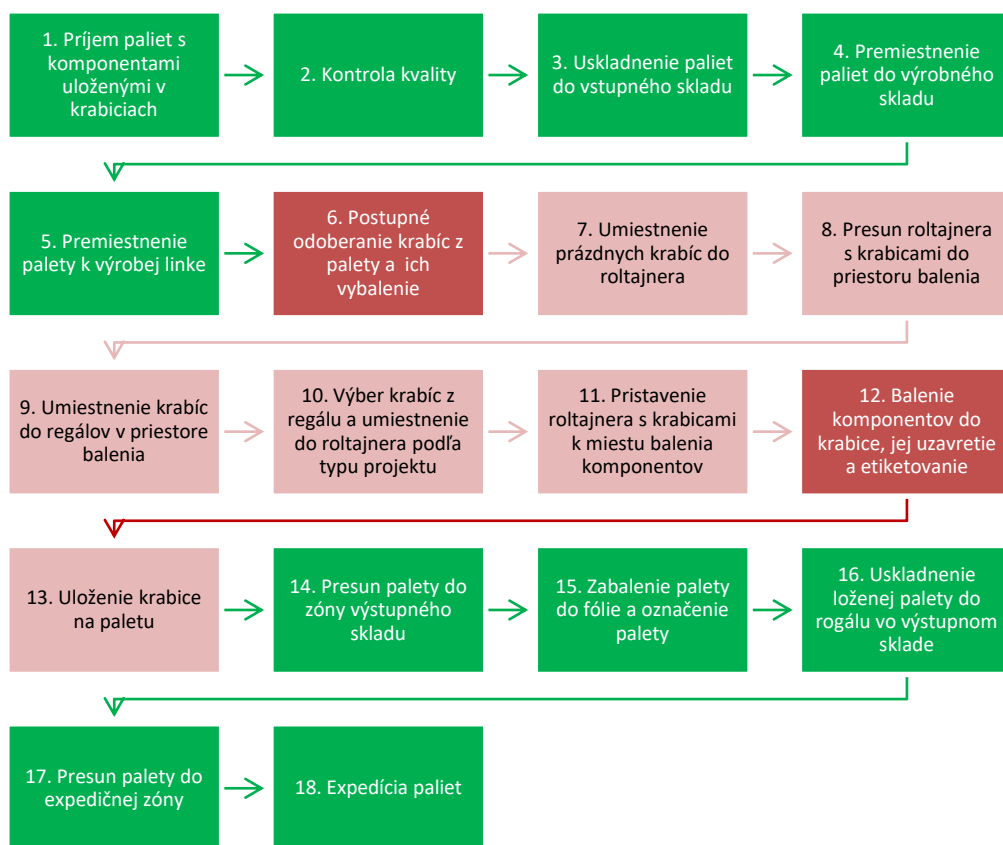 1. Príjem paliet s
komponentami
uloženými v
krabiciach
2. Kontrola kvality
3. Uskladnenie paliet
do vstupného skladu
4. Premiestnenie
paliet do výrobného
skladu
5. Premiestnenie
palety k výrobej linke
6. Postupné
odoberanie krabíc z
palety a ich
vybalenie
7. Umiestnenie
prázdnych krabíc do
roltajnera
8. Presun roltajnera
s krabicami do
priestoru balenia
9. Umiestnenie krabíc
do regálov v priestore
balenia
10. Výber krabíc z
regálu a umiestnenie
do roltajnera podľa
typu projektu
11. Pristavenie
roltajnera s krabicami
k miestu balenia
komponentov
12. Balenie
komponentov do
krabice, jej uzavretie
a etiketovanie
13. Uloženie krabice
na paletu
14. Presun palety do
zóny výstupného
skladu
15. Zabalenie palety
do fólie a označenie
palety
16. Uskladnenie
loženej palety do
rogálu vo výstupnom
sklade
17. Presun palety do
expedičnej zóny
18. Expedícia paliet